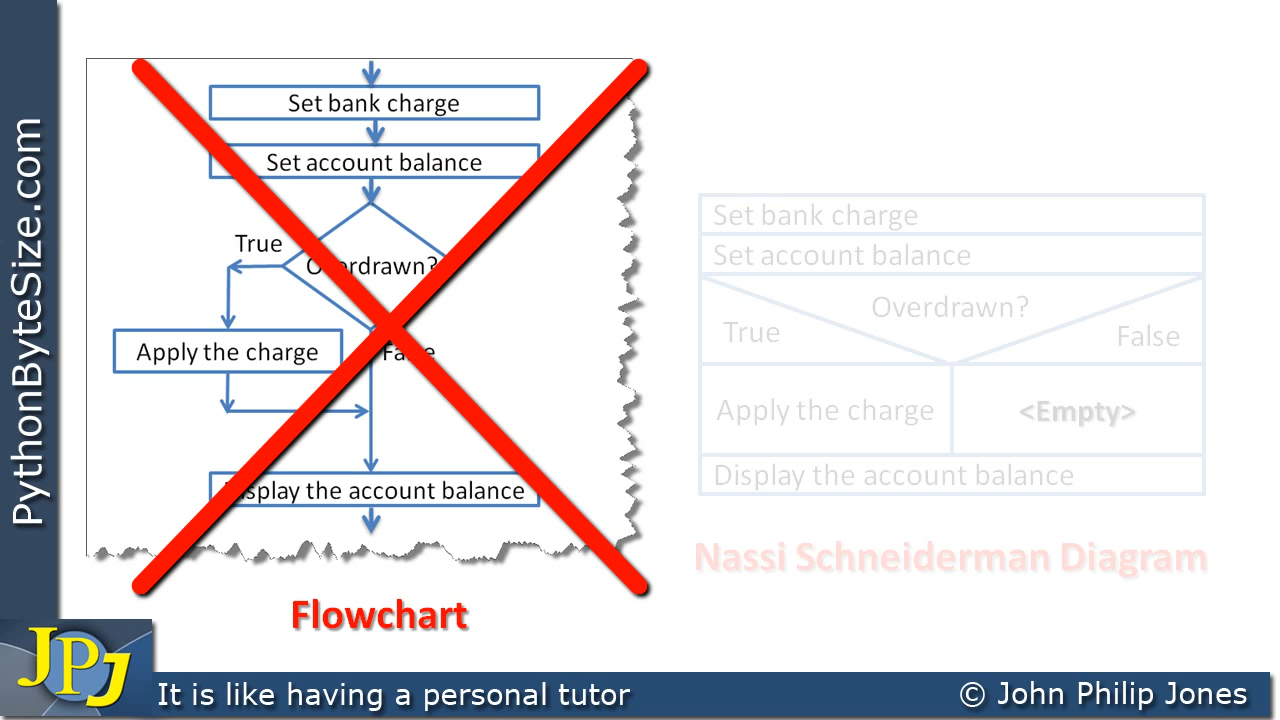 PythonByteSize.com
Set bank charge
Set account balance
True
Overdrawn?
Apply the charge
False
Display the account balance
Flowchart
Set bank charge
Set account balance
Overdrawn?
True
False
Apply the charge
<Empty>
Display the account balance
Nassi Schneiderman Diagram
JPJ
It is like having a personal tutor
© John Philip Jones